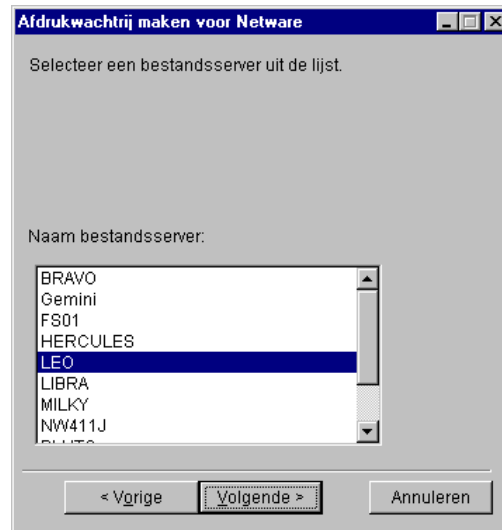 Afdrukwachtrij maken voor Netware
Selecteer een bestandsserver uit de lijst.
Naam bestandsserver:
BRAVO
Gemini
FS01
HERCULES
LEO
LIBRA
MILKY
NW411J
< Vorige
Volgende >
Annuleren